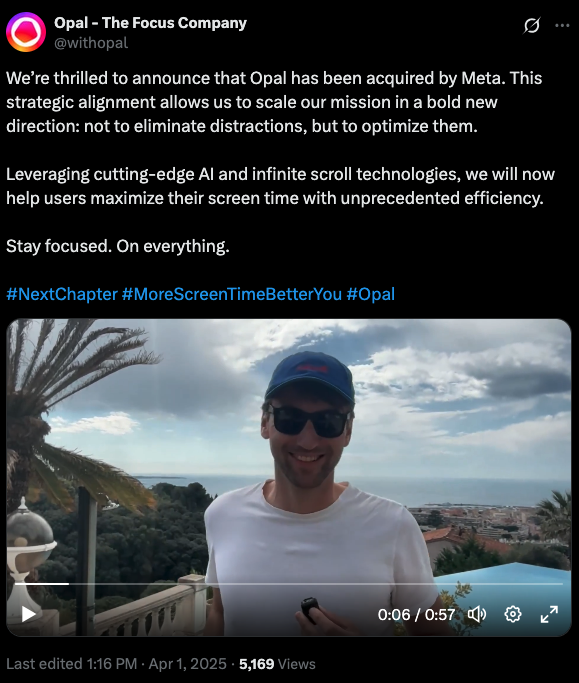 Opal - The Focus Company
@withopal
We’re thrilled to announce that Opal has been acquired by Meta. This
strategic alignment allows us to scale our mission in a bold new
direction: not to eliminate distractions, but to optimize them.
Leveraging cutting-edge AI and infinite scroll technologies, we will now
help users maximize their screen time with unprecedented efficiency.
Stay focused. On everything.
#NextChapter #MoreScreenTimeBetterYou #Opal
0:06 / 0:57
Last edited 1:16 PM · Apr 1, 2025 · 5,169 Views